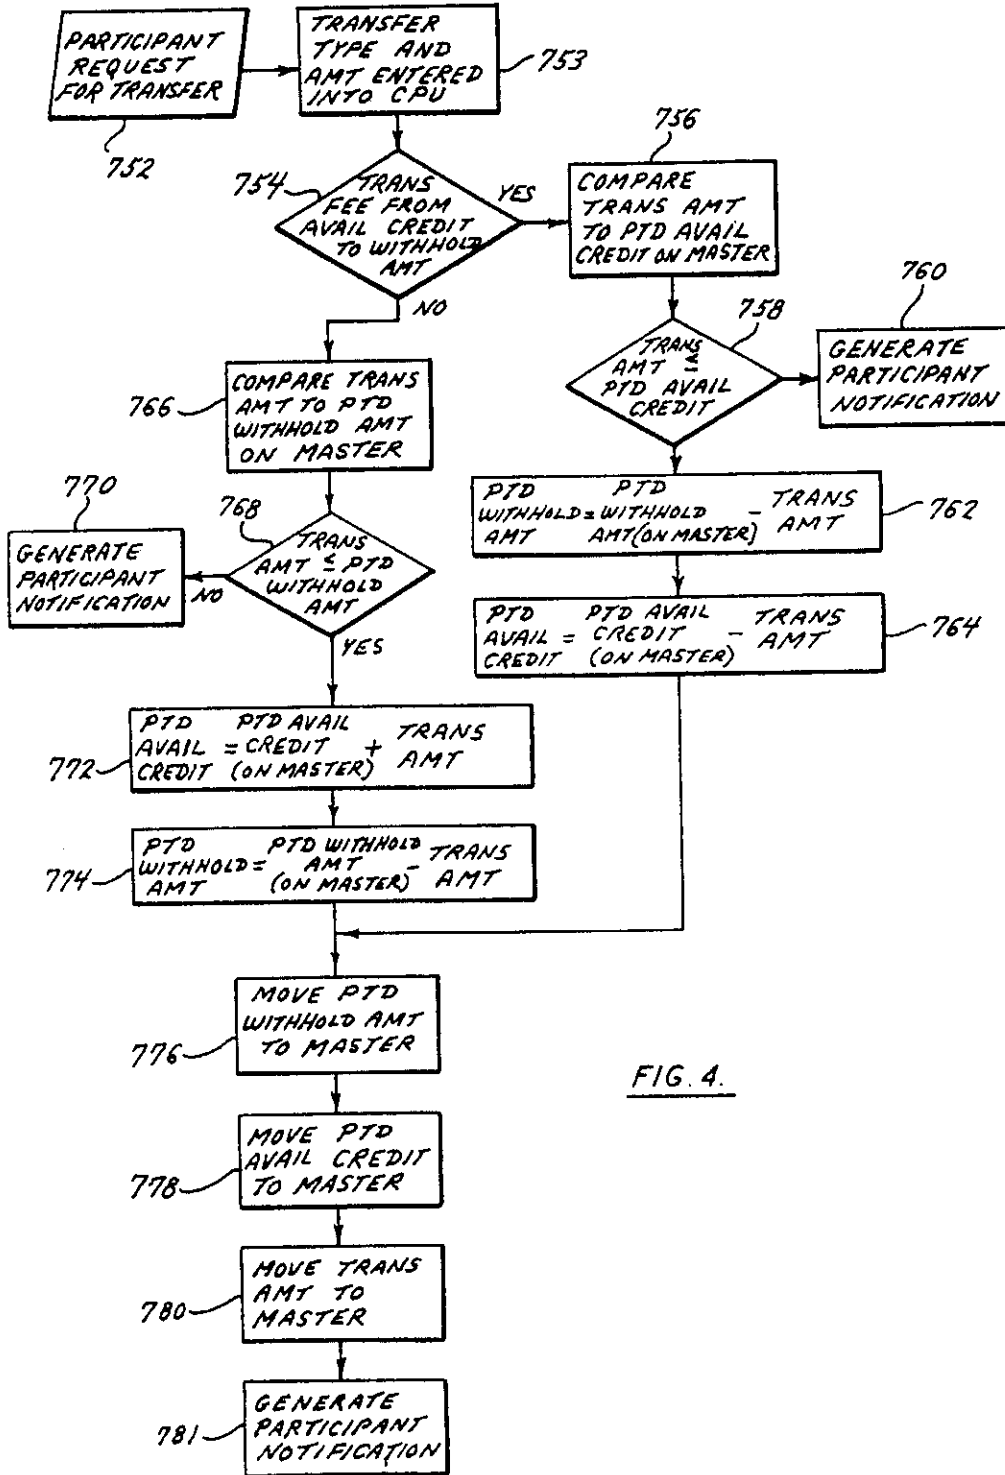 PARTICIPANT
REQUEST
FOR TRANSFER
752
TRANSFER
TYPE AND
AMT ENTERED
INTO CPU
753
754
TRANS
FEE FROM
AVAIL CREDIT
TO WITHHOLD
AMT
YES
NO
756
COMPARE
TRANS AMT
TO PTD AVAIL
CREDIT ON MASTER
758
TRANS
AMT ≤
PTD AVAIL
CREDIT
760
GENERATE
PARTICIPANT
NOTIFICATION
766
COMPARE TRANS
AMT TO PTD
WITHHOLD AMT
ON MASTER
762
PTD PTD
WITHHOLD = WITHHOLD - TRANS
AMT AMT (ON MASTER) AMT
770
GENERATE
PARTICIPANT
NOTIFICATION
768
TRANS
AMT ≤ PTD
WITHHOLD
AMT
NO
YES
764
PTD PTD AVAIL TRANS
AVAIL = CREDIT - AMT
CREDIT (ON MASTER)
772
PTD PTD AVAIL TRANS
AVAIL = CREDIT + AMT
CREDIT (ON MASTER)
774
PTD PTD WITHHOLD
WITHHOLD = AMT - TRANS
AMT (ON MASTER) AMT
776
MOVE PTD
WITHHOLD AMT
TO MASTER
FIG. 4.
778
MOVE PTD
AVAIL CREDIT
TO MASTER
780
MOVE TRANS
AMT TO
MASTER
781
GENERATE
PARTICIPANT
NOTIFICATION